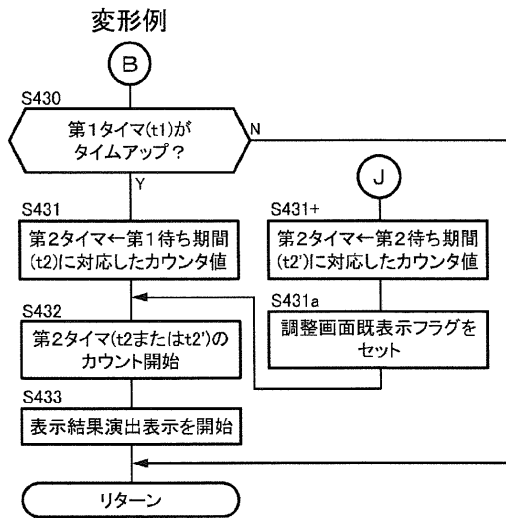 変形例
B
S430
第1タイマ(t1)が
タイムアップ？
N
Y
J
S431
第2タイマ←第1待ち期間
(t2)に対応したカウンタ値
S431+
第2タイマ←第2待ち期間
(t2')に対応したカウンタ値
S431a
調整画面既表示フラグを
セット
S432
第2タイマ(t2またはt2')の
カウント開始
S433
表示結果演出表示を開始
リターン